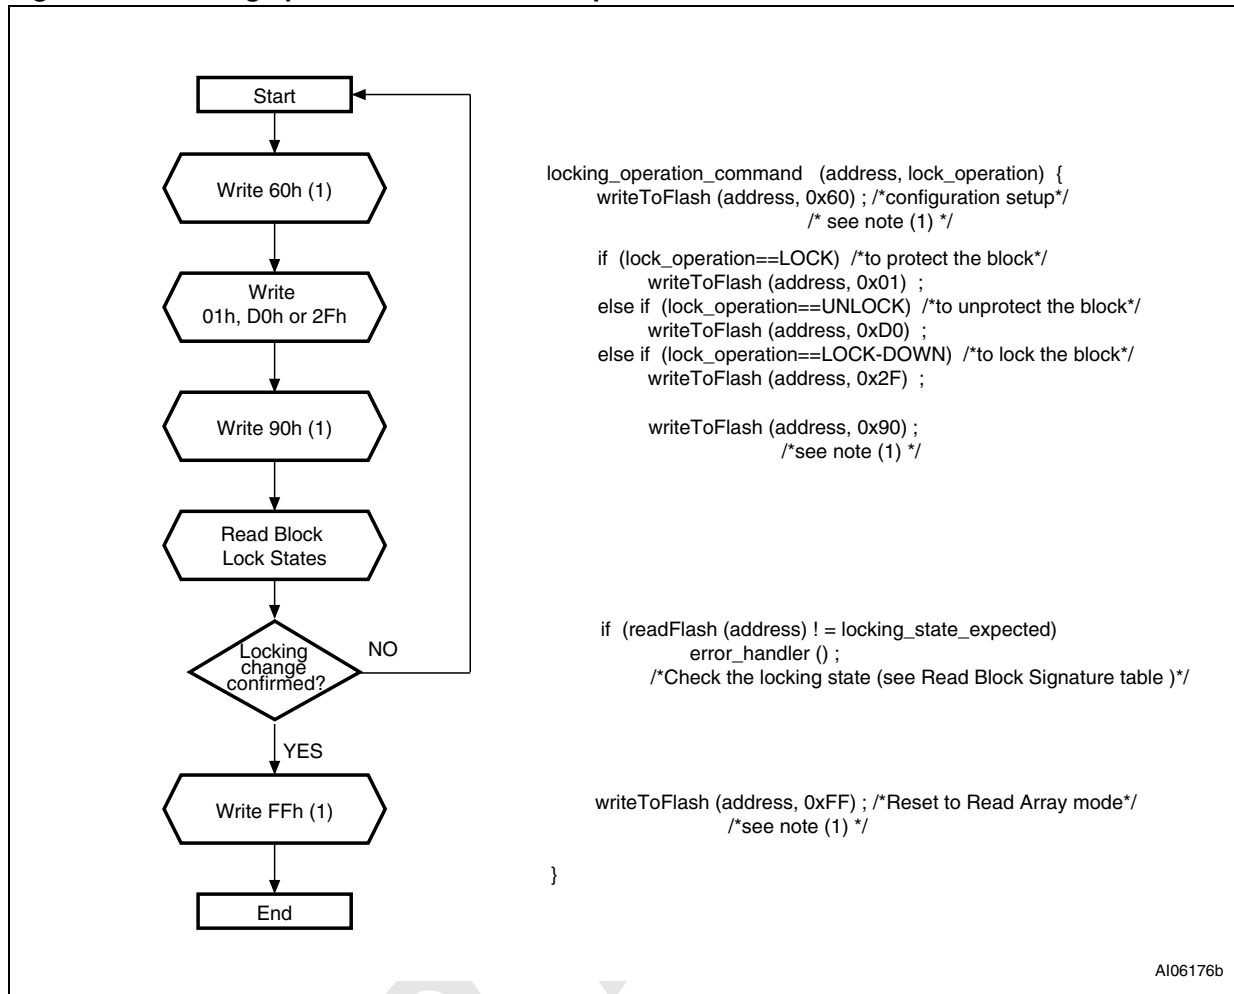 Start
Write 60h (1)
Write
01h, D0h or 2Fh
Write 90h (1)
Read Block
Lock States
Locking
change
confirmed?
NO
YES
Write FFh (1)
End
locking_operation_command (address, lock_operation) {
writeToFlash (address, 0x60) ; /*configuration setup*/
/* see note (1) */
if (lock_operation==LOCK) /*to protect the block*/
writeToFlash (address, 0x01) ;
else if (lock_operation==UNLOCK) /*to unprotect the block*/
writeToFlash (address, 0xD0) ;
else if (lock_operation==LOCK-DOWN) /*to lock the block*/
writeToFlash (address, 0x2F) ;
writeToFlash (address, 0x90) ;
/*see note (1) */
if (readFlash (address) ! = locking_state_expected)
error_handler () ;
/*Check the locking state (see Read Block Signature table )*/
writeToFlash (address, 0xFF) ; /*Reset to Read Array mode*/
/*see note (1) */
}
AI06176b